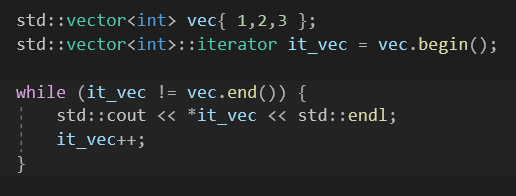 std::vector<int> vec{ 1,2,3 };
std::vector<int>::iterator it_vec = vec.begin();
while (it_vec != vec.end()) {
    std::cout << *it_vec << std::endl;
    it_vec++;
}